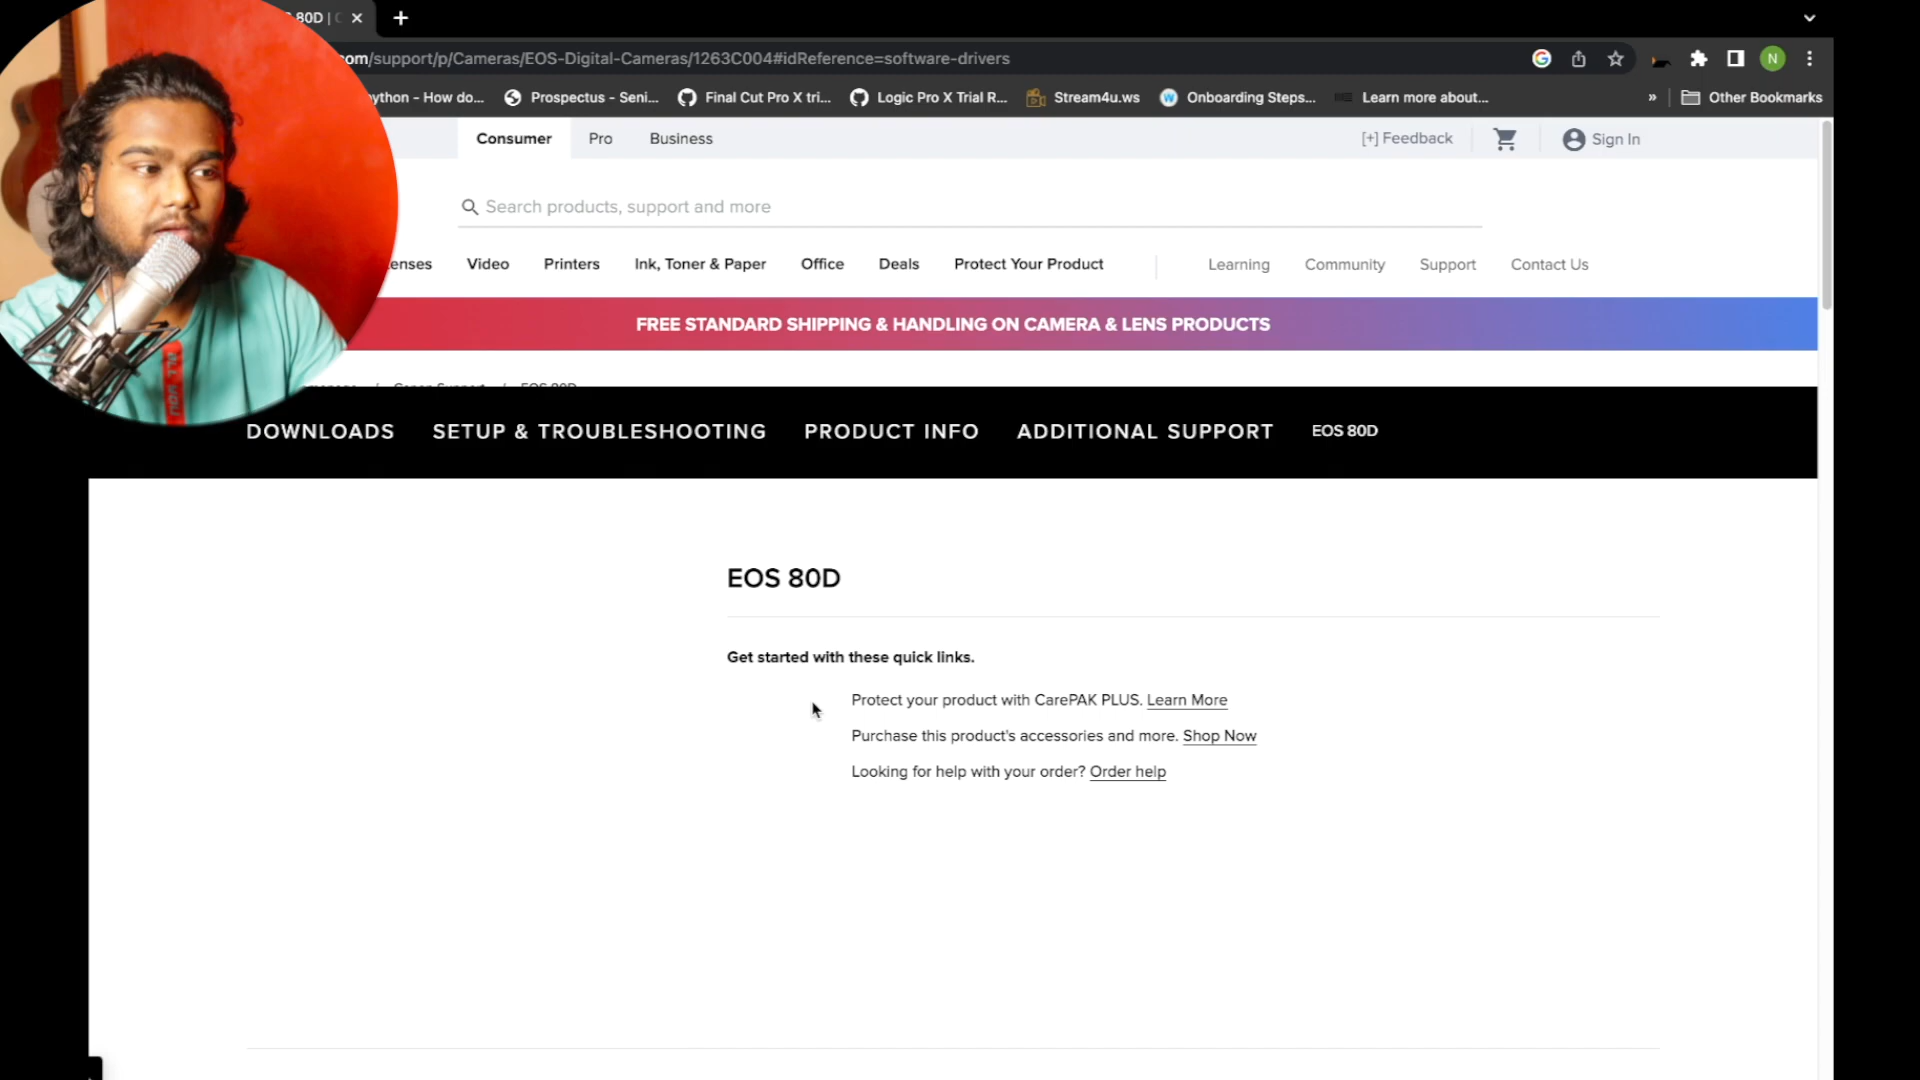 80D |
om/support/p/Cameras/EOS-Digital-Cameras/1263C004#idReference=software-drivers
N
ython - How do...
Prospectus - Seni...
Final Cut Pro X tri...
Logic Pro X Trial R...
Stream4u.ws
Onboarding Steps...
Learn more about...
» Other Bookmarks
Consumer
Pro
Business
[+] Feedback
Sign In
Search products, support and more
enses
Video
Printers
Ink, Toner & Paper
Office
Deals
Protect Your Product
Learning
Community
Support
Contact Us
FREE STANDARD SHIPPING & HANDLING ON CAMERA & LENS PRODUCTS
/ Canon Support / EOS 80D
DOWNLOADS
SETUP & TROUBLESHOOTING
PRODUCT INFO
ADDITIONAL SUPPORT
EOS 80D
EOS 80D
Get started with these quick links.
Protect your product with CarePAK PLUS. Learn More
Purchase this product's accessories and more. Shop Now
Looking for help with your order? Order help